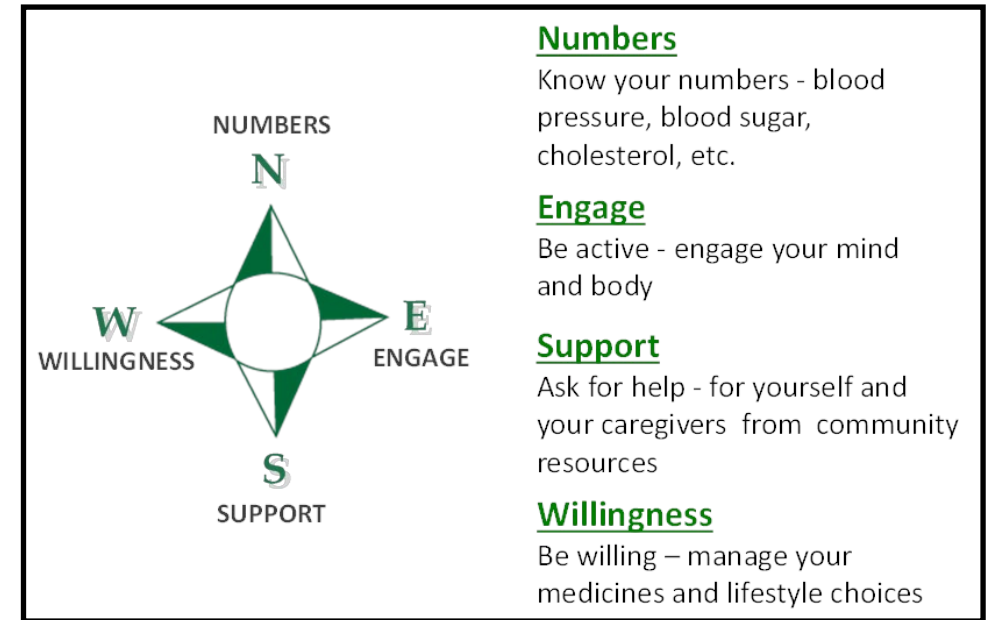 NUMBERS
N
W
WILLINGNESS
E
ENGAGE
S
SUPPORT
Numbers
Know your numbers - blood
pressure, blood sugar,
cholesterol, etc.
Engage
Be active - engage your mind
and body
Support
Ask for help - for yourself and
your caregivers from community
resources
Willingness
Be willing – manage your
medicines and lifestyle choices